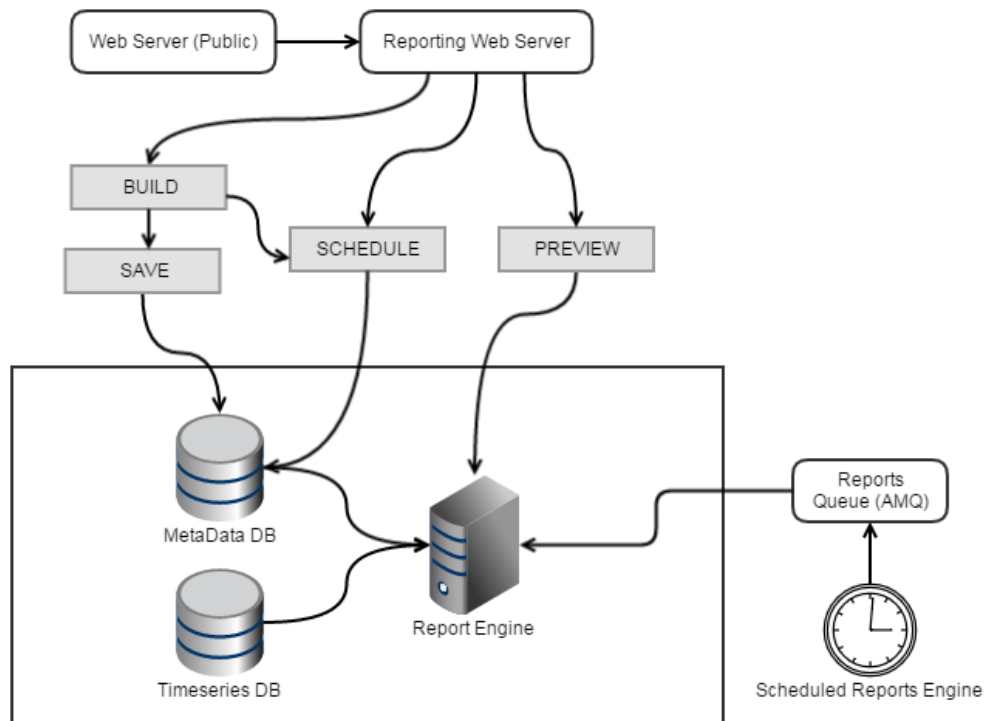 Web Server (Public)
Reporting Web Server
BUILD
SAVE
SCHEDULE
PREVIEW
MetaData DB
Timeseries DB
Report Engine
Reports
Queue (AMQ)
Scheduled Reports Engine